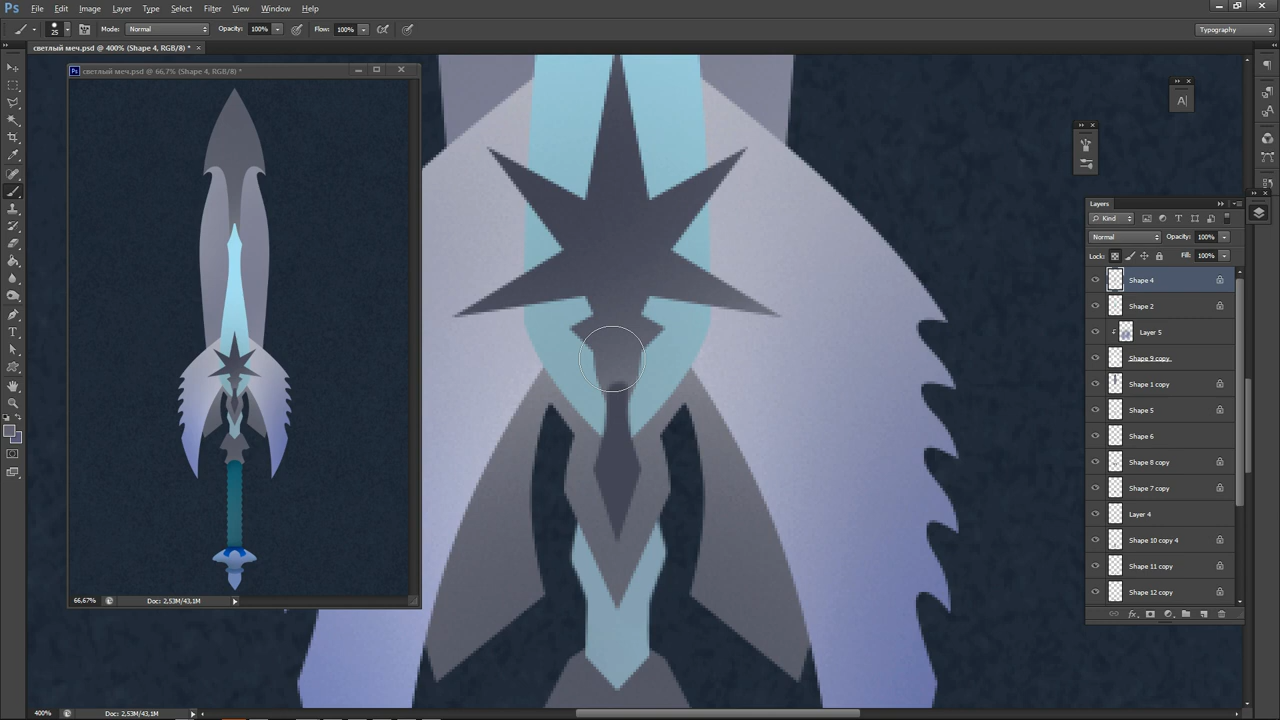 Ps File Edit Image Layer Type Select Filter View Window Help
25 Mode: Normal Opacity: 100% Flow: 100% Typography
светлый меч.psd @ 400% (Shape 4, RGB/8) * ×
Ps светлый меч.psd @ 66,7% (Shape 4, RGB/8) *
A|
Layers
Kind
Normal Opacity: 100%
Lock: Fill: 100%
Shape 4
Shape 2
Layer 5
Shape 9 copy
Shape 1 copy
Shape 5
Shape 6
Shape 8 copy
Shape 7 copy
Layer 4
Shape 10 copy 4
Shape 11 copy
Shape 12 copy
fx
66,67% Doc: 2,53M/43,1M
400% Doc: 2,53M/43,1M